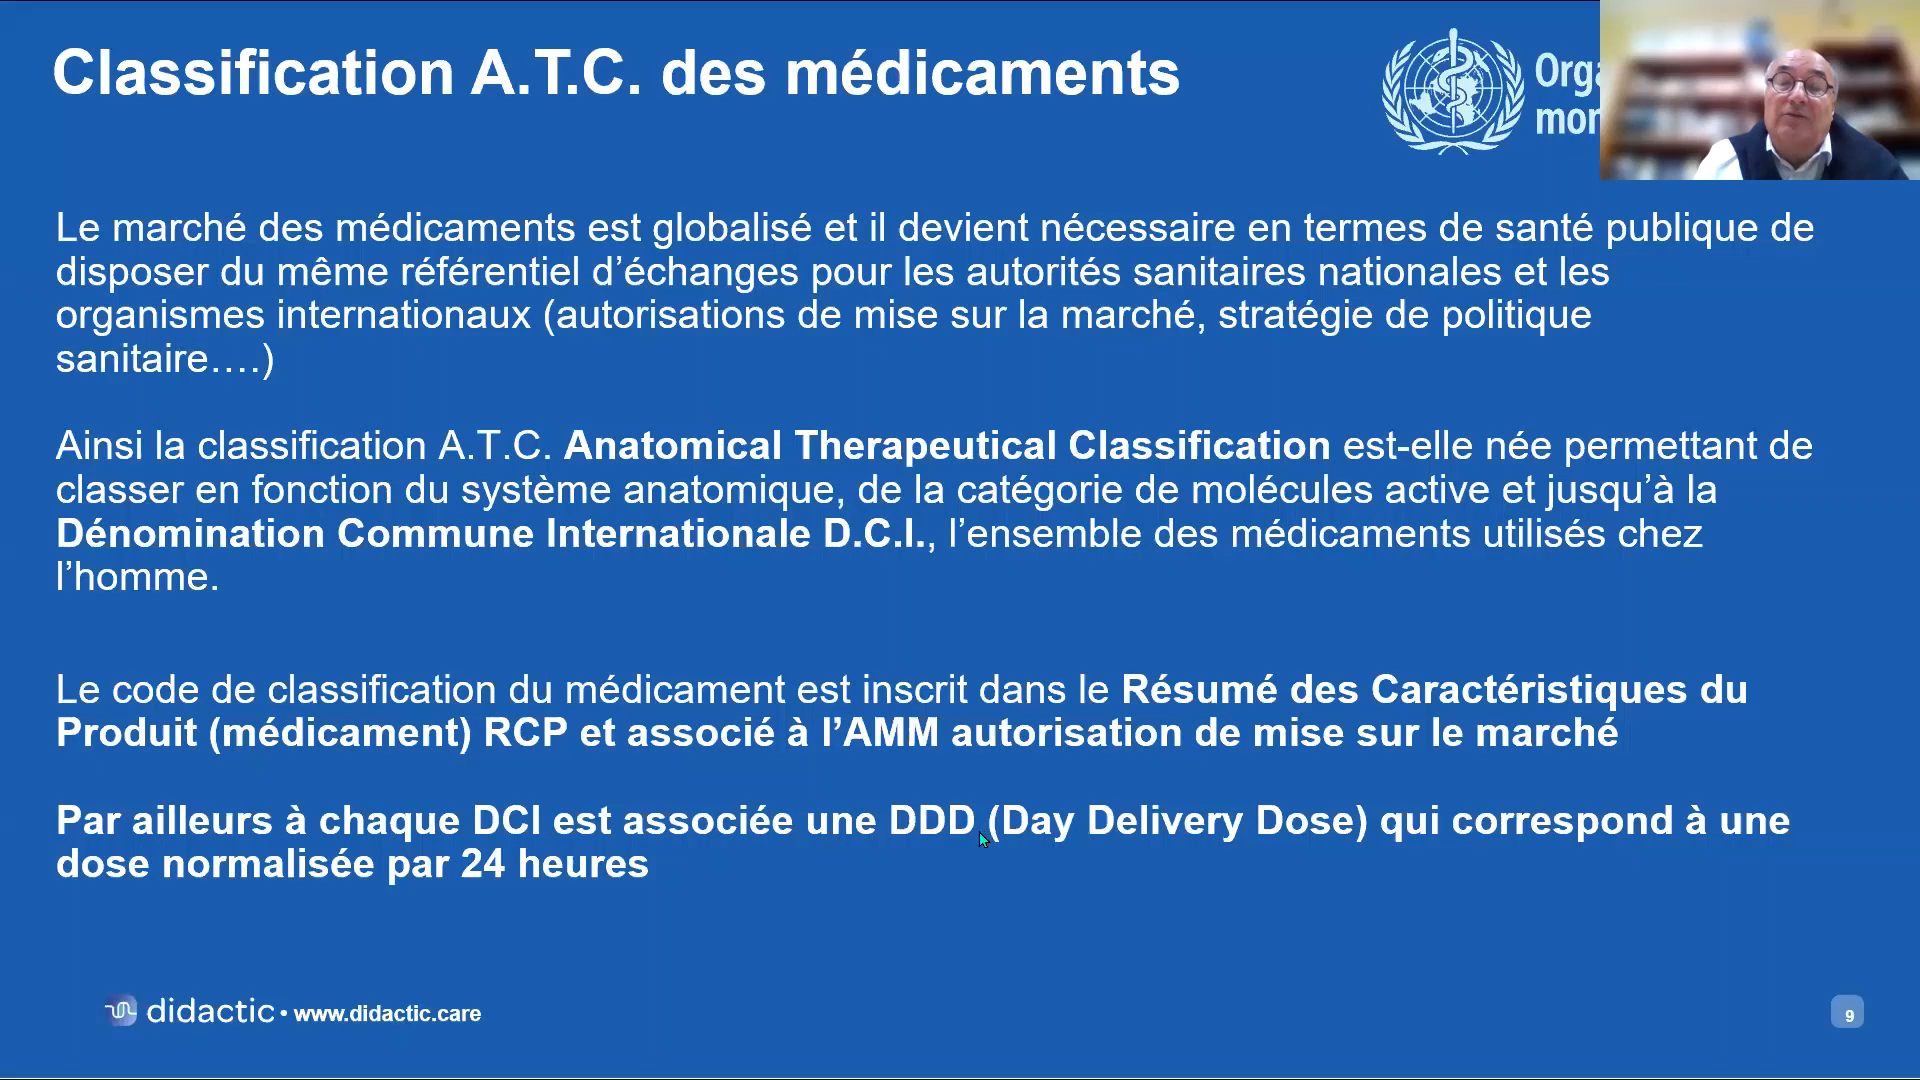 Classification A.T.C. des médicaments
Le marché des médicaments est globalisé et il devient nécessaire en termes de santé publique de
disposer du même référentiel d’échanges pour les autorités sanitaires nationales et les
organismes internationaux (autorisations de mise sur la marché, stratégie de politique
sanitaire….)
Ainsi la classification A.T.C. Anatomical Therapeutical Classification est-elle née permettant de
classer en fonction du système anatomique, de la catégorie de molécules active et jusqu’à la
Dénomination Commune Internationale D.C.I., l’ensemble des médicaments utilisés chez
l’homme.
Le code de classification du médicament est inscrit dans le Résumé des Caractéristiques du
Produit (médicament) RCP et associé à l’AMM autorisation de mise sur le marché
Par ailleurs à chaque DCI est associée une DDD (Day Delivery Dose) qui correspond à une
dose normalisée par 24 heures
didactic • www.didactic.care
9